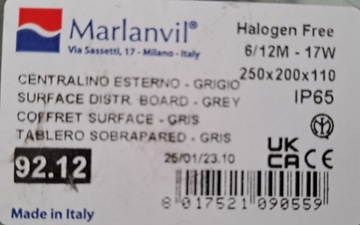 Marlanvil®
Via Sassetti, 17 - Milano - Italy
Halogen Free
6/12M - 17W
250x200x110
IP65
CENTRALINO ESTERNO - GRIGIO
SURFACE DISTR. BOARD - GREY
COFFRET SURFACE - GRIS
TABLERO SOBRAPARED - GRIS
92.12
25/01/23.10
UK
CA CE
8 017521 090559
Made in Italy